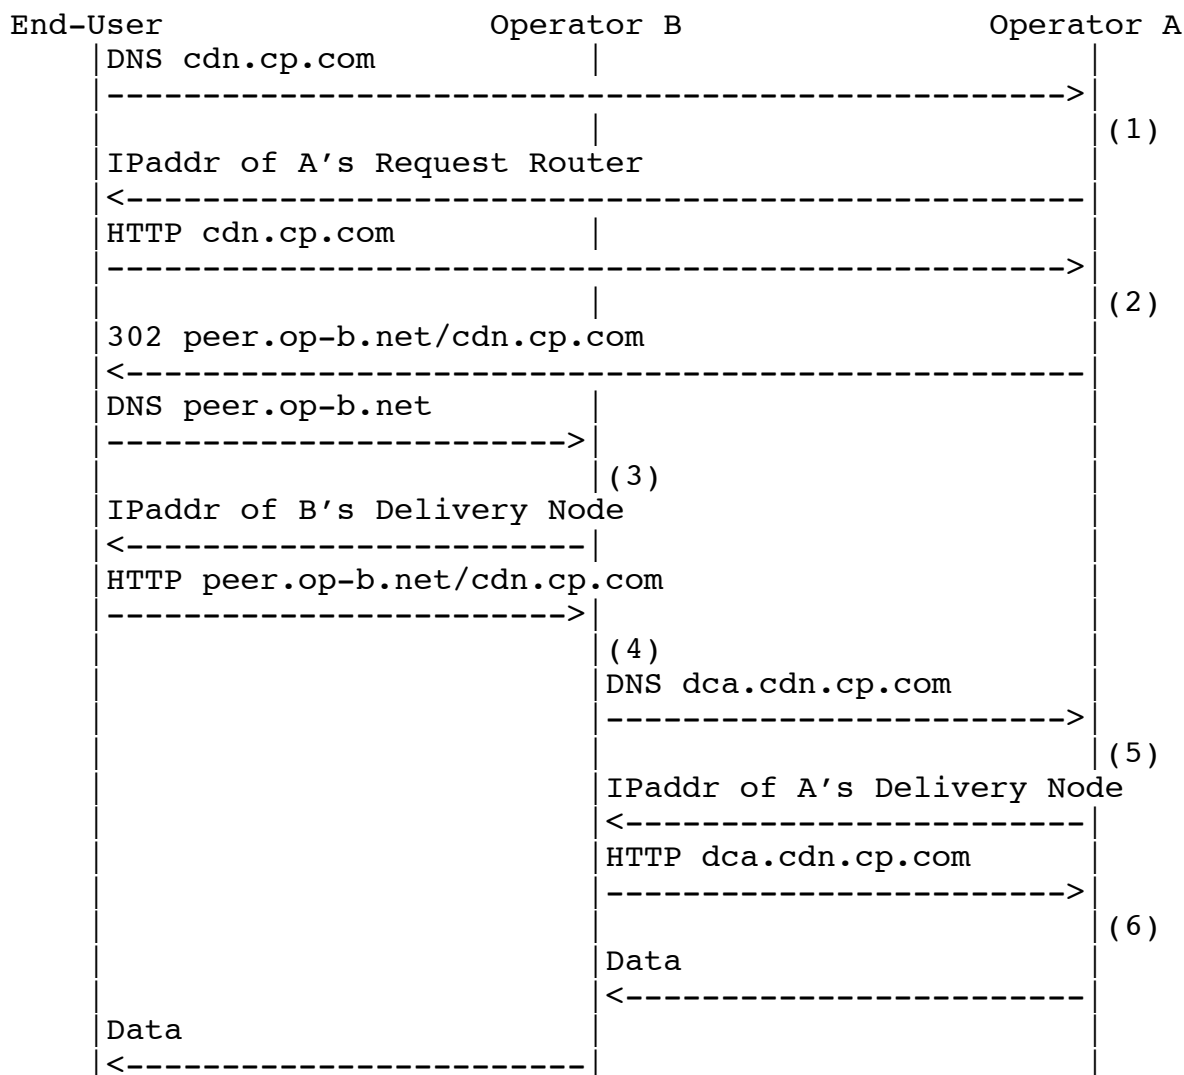 End-User                 Operator B                Operator A
    |DNS cdn.cp.com           |                         |
    |-------------------------------------------------->|
    |                         |                         |(1)
    |IPaddr of A’s Request Router                       |
    |<--------------------------------------------------|
    |HTTP cdn.cp.com          |                         |
    |-------------------------------------------------->|
    |                         |                         |(2)
    |302 peer.op-b.net/cdn.cp.com                       |
    |<--------------------------------------------------|
    |DNS peer.op-b.net        |                         |
    |------------------------>|                         |
    |                         |(3)                      |
    |IPaddr of B’s Delivery Node                        |
    |<------------------------|                         |
    |HTTP peer.op-b.net/cdn.cp.com                      |
    |------------------------>|                         |
    |                         |(4)                      |
    |                         |DNS dca.cdn.cp.com       |
    |                         |------------------------>|
    |                         |                         |(5)
    |                         |IPaddr of A’s Delivery Node
    |                         |<------------------------|
    |                         |HTTP dca.cdn.cp.com      |
    |                         |------------------------>|
    |                         |                         |(6)
    |                         |Data                     |
    |                         |<------------------------|
    |Data                     |                         |
    |<------------------------|                         |